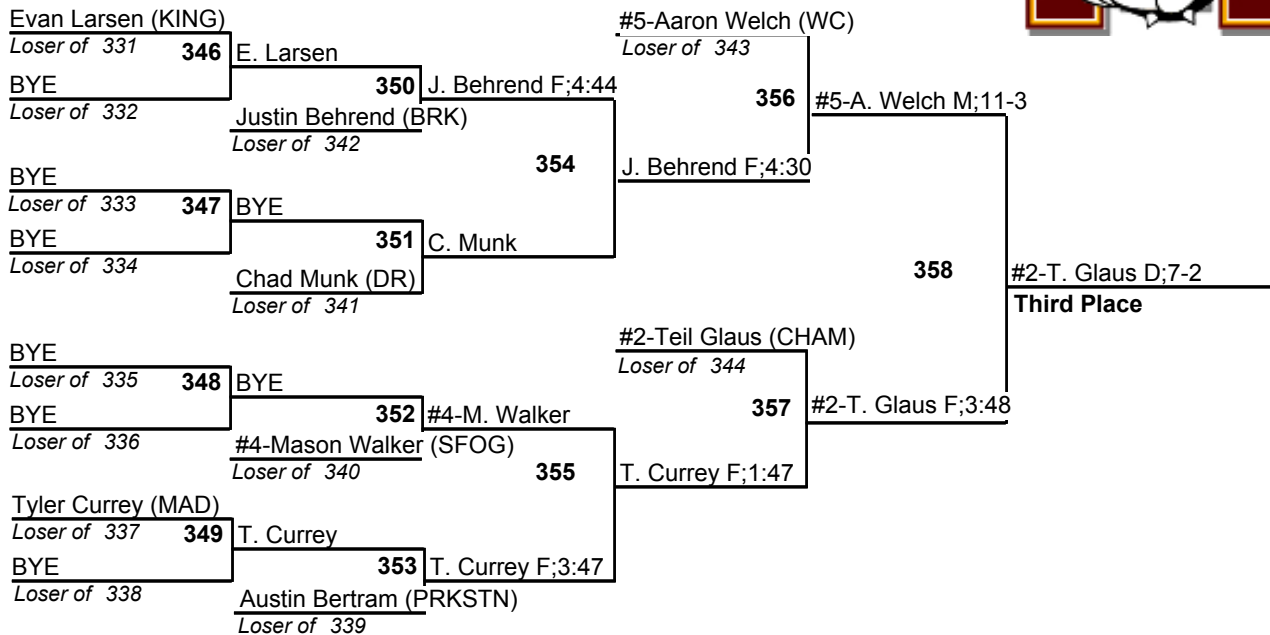 Evan Larsen (KING)
Loser of 331
346
E. Larsen
BYE
Loser of 332
350
J. Behrend F;4:44
Justin Behrend (BRK)
Loser of 342
354
BYE
Loser of 333
347
BYE
BYE
Loser of 334
351
C. Munk
Chad Munk (DR)
Loser of 341
#5-Aaron Welch (WC)
Loser of 343
356
#5-A. Welch M;11-3
J. Behrend F;4:30
358
#2-T. Glaus D;7-2
Third Place
BYE
Loser of 335
348
BYE
BYE
Loser of 336
352
#4-M. Walker
#4-Mason Walker (SFOG)
Loser of 340
355
Tyler Currey (MAD)
Loser of 337
349
T. Currey
BYE
Loser of 338
353
T. Currey F;3:47
Austin Bertram (PRKSTN)
Loser of 339
#2-Teil Glaus (CHAM)
Loser of 344
357
#2-T. Glaus F;3:48
T. Currey F;1:47